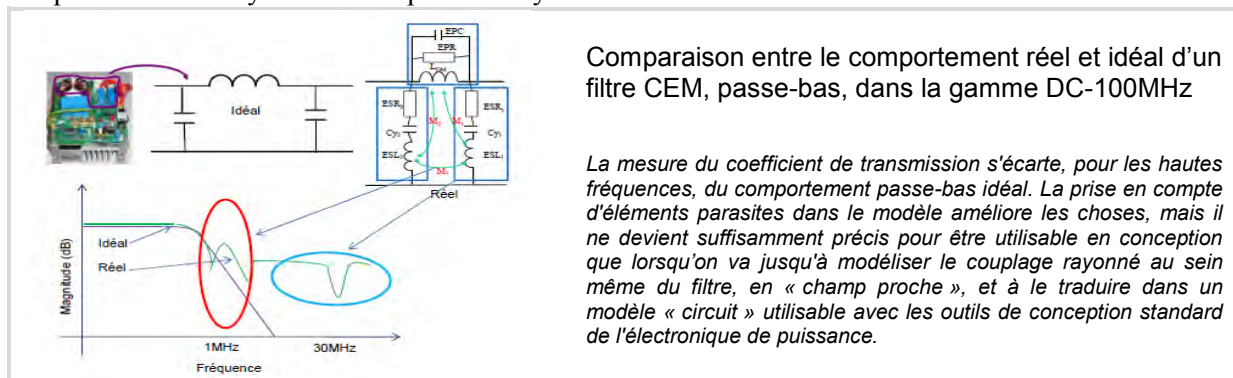 EPC
EPR
Idéal
ESR
ESR
M₂
Cy₂
Cy₁
ESL
ESL₁
M₁
Réel
Comparaison entre le comportement réel et idéal d'un
filtre CEM, passe-bas, dans la gamme DC-100MHz
La mesure du coefficient de transmission s'écarte, pour les hautes
fréquences, du comportement passe-bas idéal. La prise en compte
d'éléments parasites dans le modèle améliore les choses, mais il
ne devient suffisamment précis pour être utilisable en conception
que lorsqu'on va jusqu'à modéliser le couplage rayonné au sein
même du filtre, en « champ proche », et à le traduire dans un
modèle « circuit » utilisable avec les outils de conception standard
de l'électronique de puissance.
Magnitude (dB)
Idéal
Réel
1MHz
30MHz
Fréquence